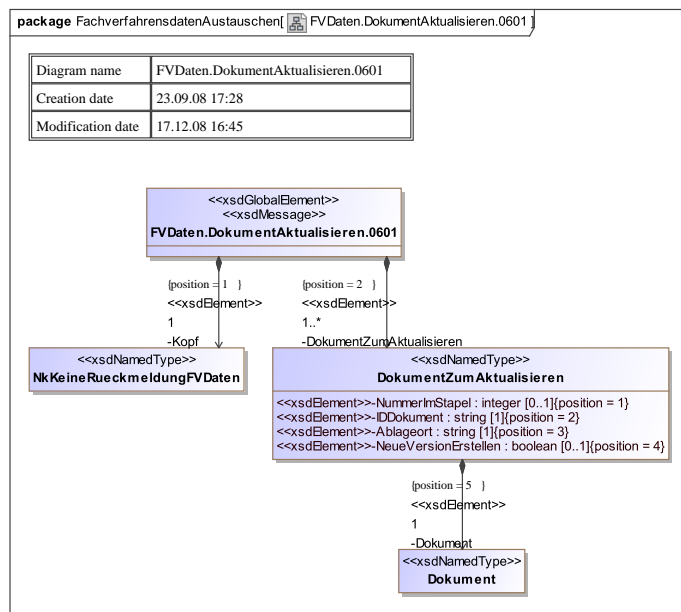 package FachverfahrensdatenAustauschen[ FVDaten.DokumentAktualisieren.0601 ]
Diagram name FVDaten.DokumentAktualisieren.0601
Creation date 23.09.08 17:28
Modification date 17.12.08 16:45
<<xsdGlobalElement>>
<<xsdMessage>>
FVDaten.DokumentAktualisieren.0601
{position = 1 }
<<xsdElement>>
1
-Kopf
{position = 2 }
<<xsdElement>>
1..*
-DokumentZumAktualisieren
<<xsdNamedType>>
NkKeineRueckmeldungFVDaten
<<xsdNamedType>>
DokumentZumAktualisieren
<<xsdElement>>-NummerImStapel : integer [0..1]{position = 1}
<<xsdElement>>-IDDokument : string [1]{position = 2}
<<xsdElement>>-Ablageort : string [1]{position = 3}
<<xsdElement>>-NeueVersionErstellen : boolean [0..1]{position = 4}
{position = 5 }
<<xsdElement>>
1
-Dokument
<<xsdNamedType>>
Dokument